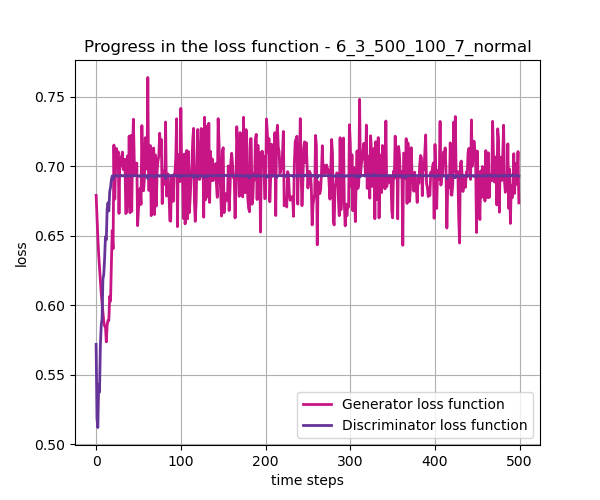 Progress in the loss function - 6_3_500_100_7_normal
loss
0.75
0.70
0.65
0.60
0.55
0.50
Generator loss function
Discriminator loss function
0 100 200 300 400 500
time steps